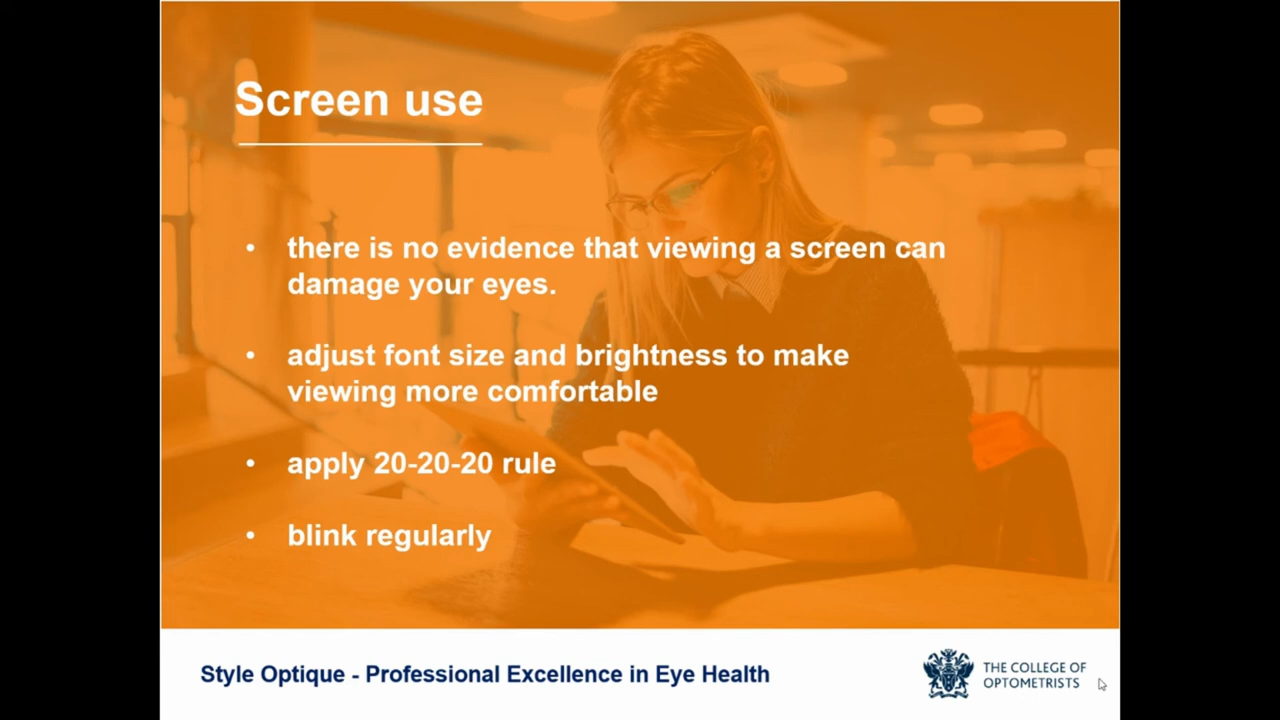 Screen use
• there is no evidence that viewing a screen can
damage your eyes.
• adjust font size and brightness to make
viewing more comfortable
• apply 20-20-20 rule
• blink regularly
Style Optique - Professional Excellence in Eye Health
THE COLLEGE OF
OPTOMETRISTS